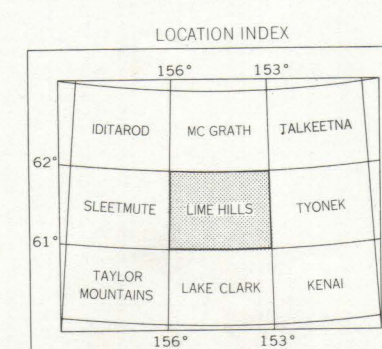 LOCATION INDEX
156° 153°
IDITAROD MC GRATH TALKEETNA
62°
SLEETMUTE LIME HILLS TYONEK
61°
TAYLOR
MOUNTAINS LAKE CLARK KENAI
156° 153°